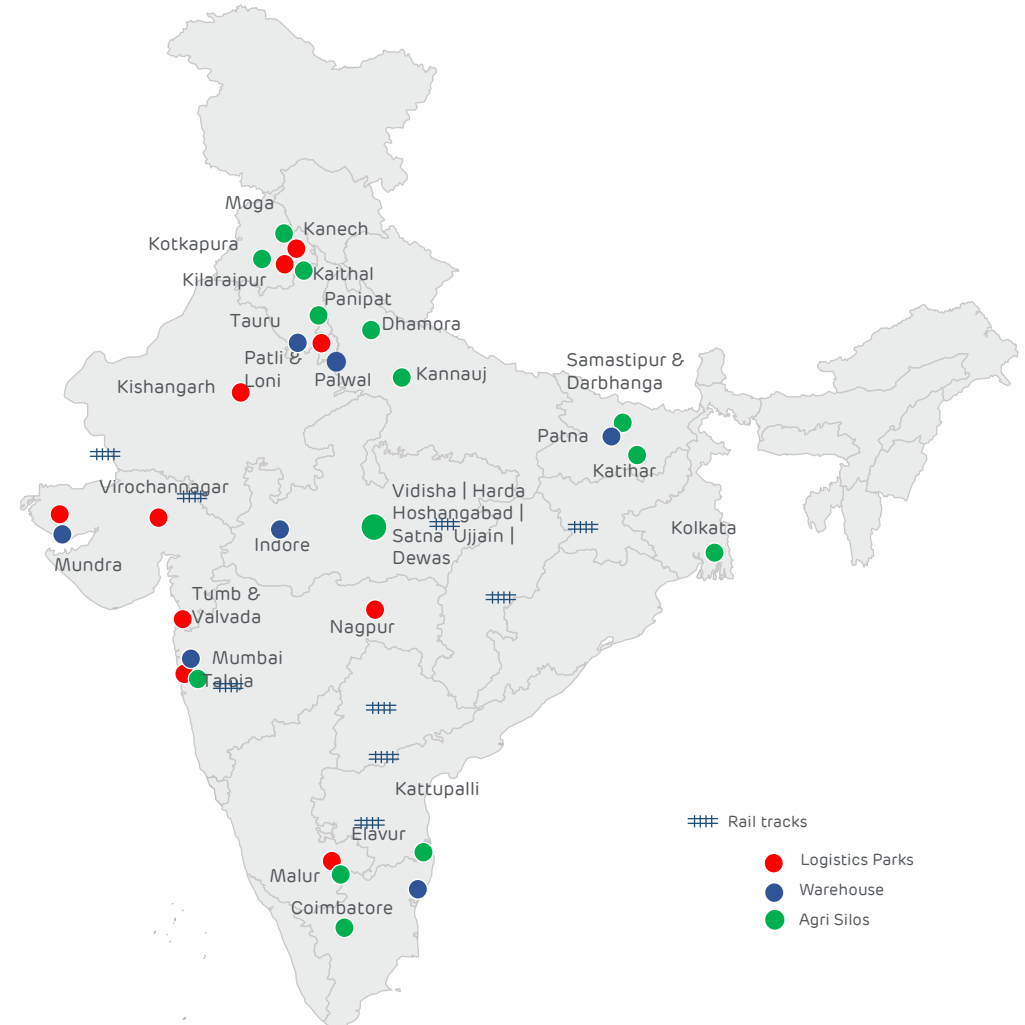 Moga
Kanech
Kotkapura
Kilaraipur
Kaithal
Panipat
Tauru
Dhamora
Patli &
Loni
Palwal
Kannauj
Kishangarh
Samastipur &
Darbhanga
Patna
Katihar
Virochannagar
Mundra
Indore
Vidisha | Harda
Hoshangabad |
Satna Ujjain |
Dewas
Kolkata
Tumb &
Valvada
Nagpur
Mumbai
Taloja
Kattupalli
Elavur
Malur
Coimbatore
Rail tracks
Logistics Parks
Warehouse
Agri Silos